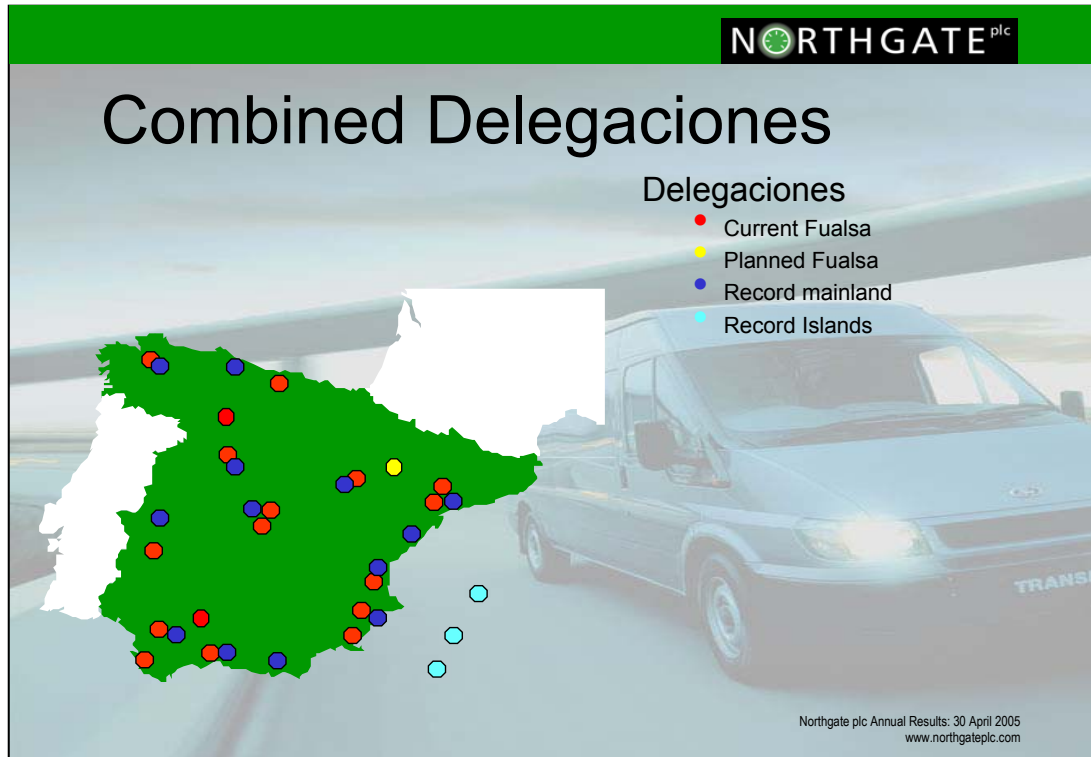 NORTHGATE plc
Combined Delegaciones
Delegaciones
Current Fualsa
Planned Fualsa
Record mainland
Record Islands
TRANSI
Northgate plc Annual Results: 30 April 2005
www.northgateplc.com